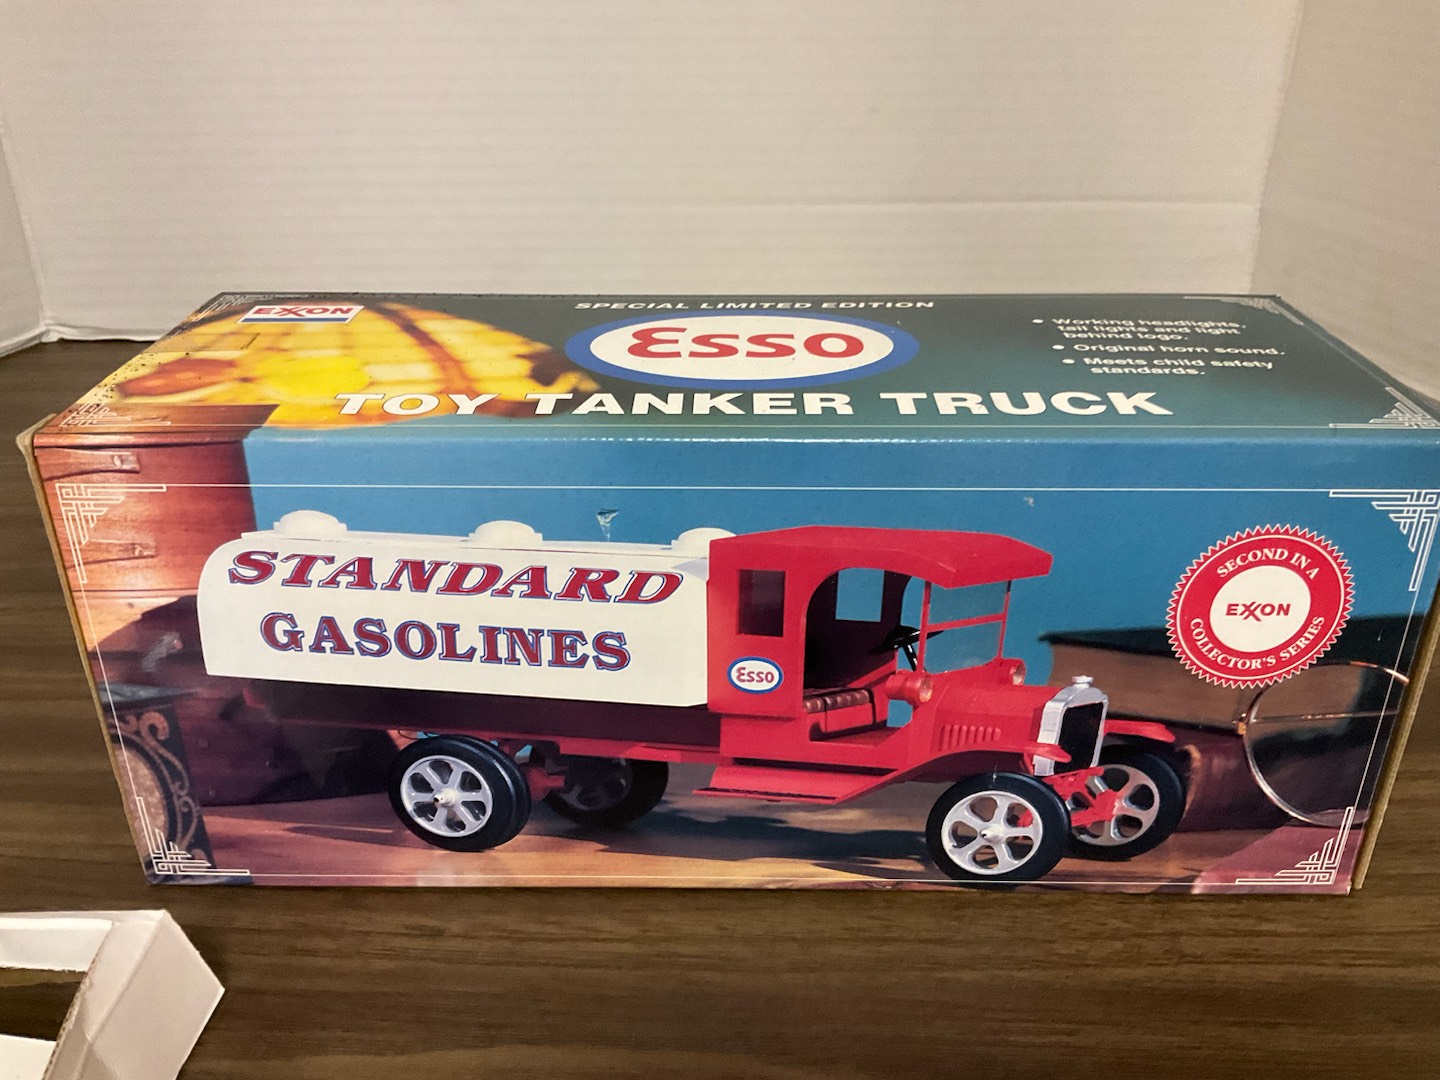 EXXON
SPECIAL LIMITED EDITION
Esso
TOY TANKER TRUCK
• Working headlights,
tail lights and light
behind logo.
• Original horn sound.
• Meets child safety
standards.
STANDARD
GASOLINES
Esso
SECOND IN A
EXXON
COLLECTOR'S SERIES